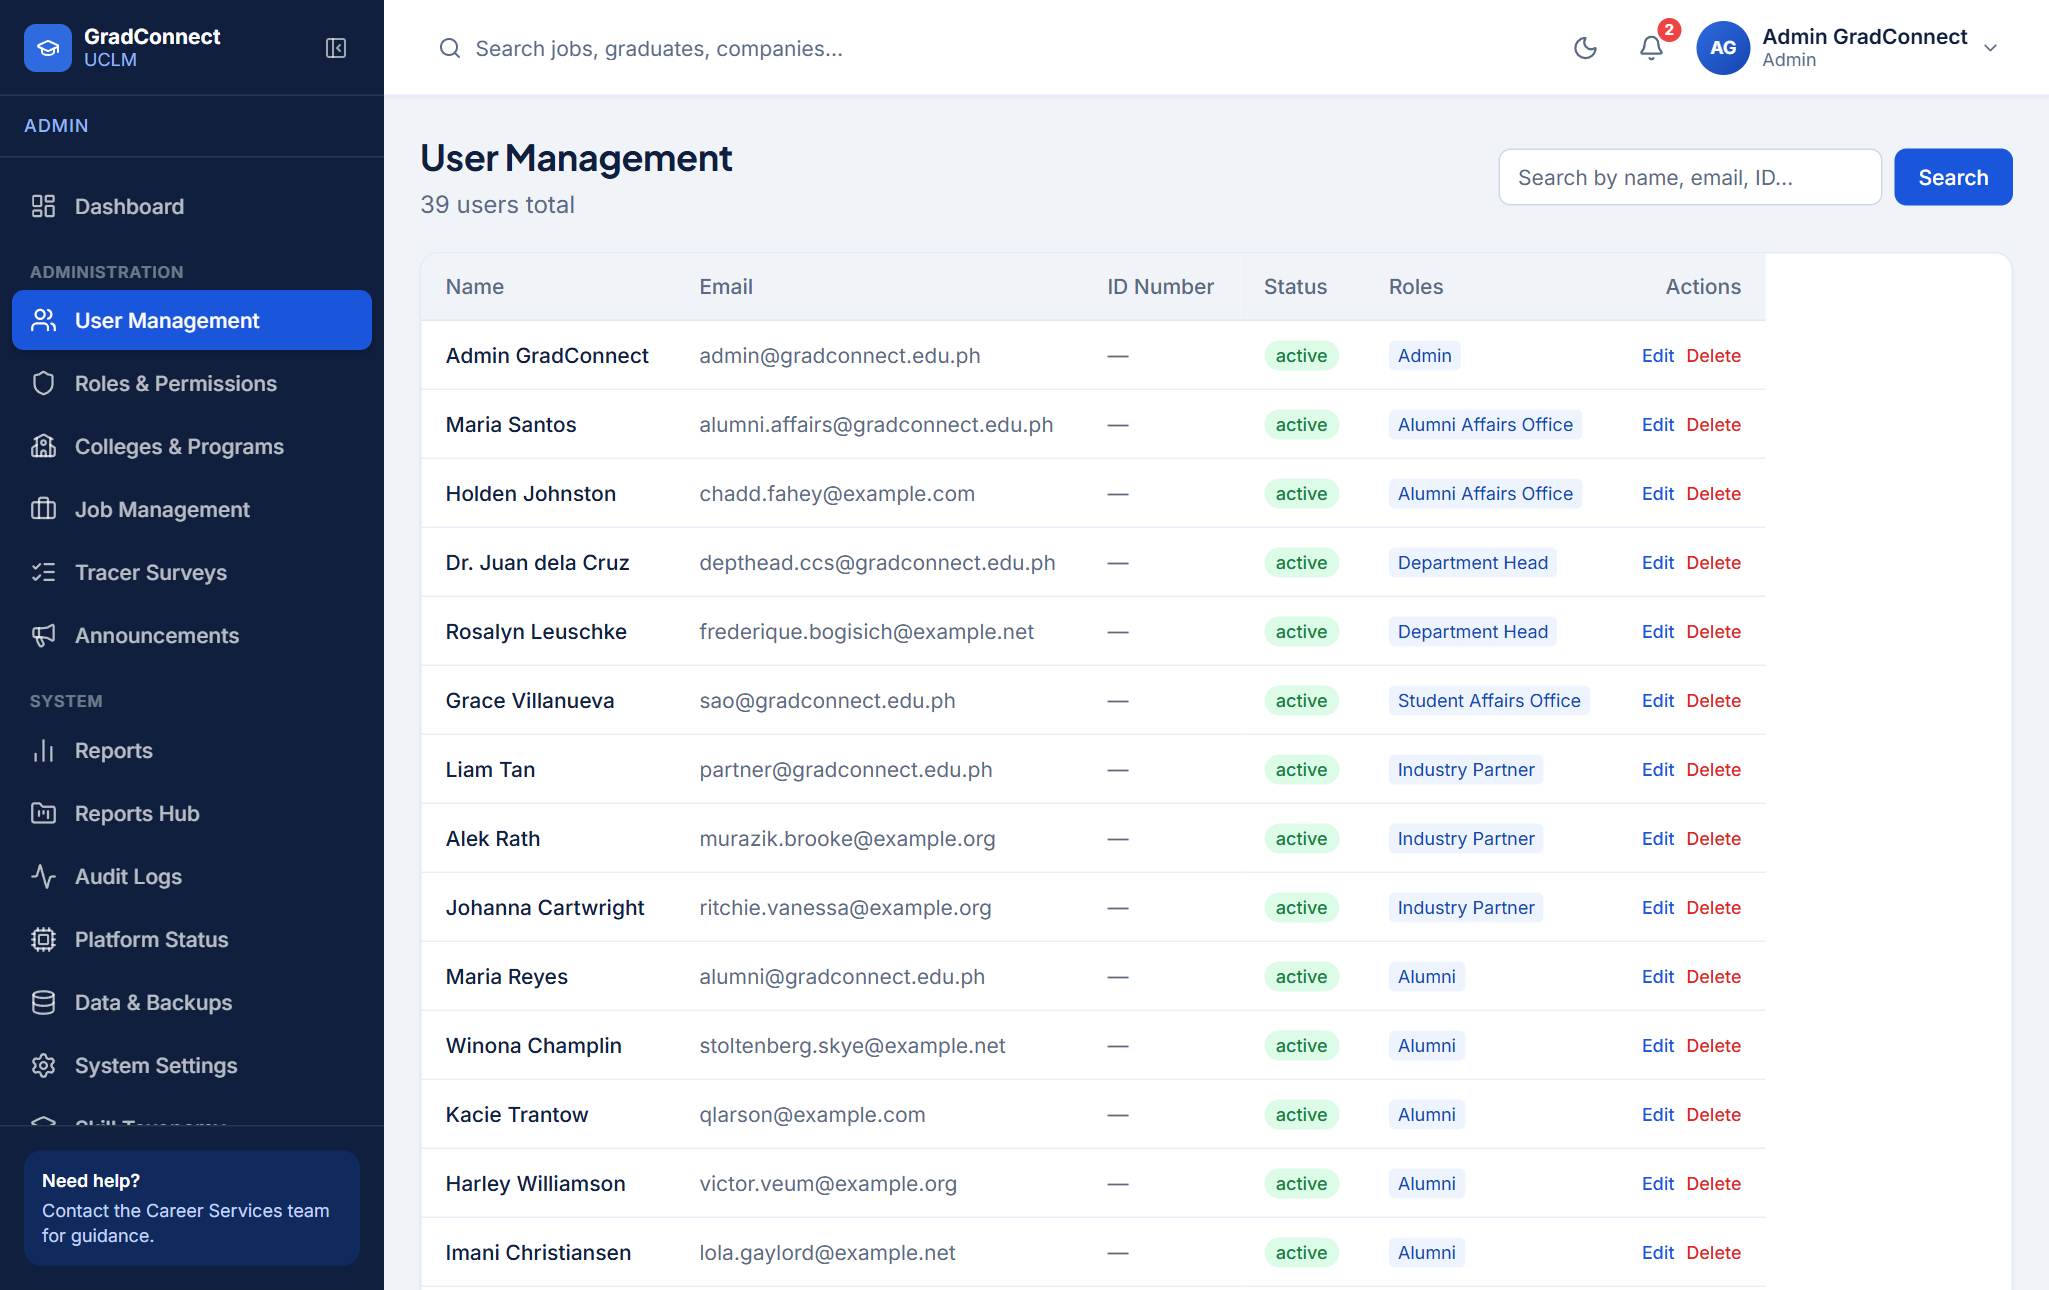 GradConnect
UCLM
ADMIN
Dashboard
ADMINISTRATION
User Management
Roles & Permissions
Colleges & Programs
Job Management
Tracer Surveys
Announcements
SYSTEM
Reports
Reports Hub
Audit Logs
Platform Status
Data & Backups
System Settings
Need help?
Contact the Career Services team
for guidance.
Search jobs, graduates, companies...
2
AG
Admin GradConnect
Admin
User Management
39 users total
Search by name, email, ID...
Search
Name Email ID Number Status Roles Actions
Admin GradConnect admin@gradconnect.edu.ph — active Admin Edit Delete
Maria Santos alumni.affairs@gradconnect.edu.ph — active Alumni Affairs Office Edit Delete
Holden Johnston chadd.fahey@example.com — active Alumni Affairs Office Edit Delete
Dr. Juan dela Cruz depthead.ccs@gradconnect.edu.ph — active Department Head Edit Delete
Rosalyn Leuschke frederique.bogisich@example.net — active Department Head Edit Delete
Grace Villanueva sao@gradconnect.edu.ph — active Student Affairs Office Edit Delete
Liam Tan partner@gradconnect.edu.ph — active Industry Partner Edit Delete
Alek Rath murazik.brooke@example.org — active Industry Partner Edit Delete
Johanna Cartwright ritchie.vanessa@example.org — active Industry Partner Edit Delete
Maria Reyes alumni@gradconnect.edu.ph — active Alumni Edit Delete
Winona Champlin stoltenberg.skye@example.net — active Alumni Edit Delete
Kacie Trantow qlarson@example.com — active Alumni Edit Delete
Harley Williamson victor.veum@example.org — active Alumni Edit Delete
Imani Christiansen lola.gaylord@example.net — active Alumni Edit Delete